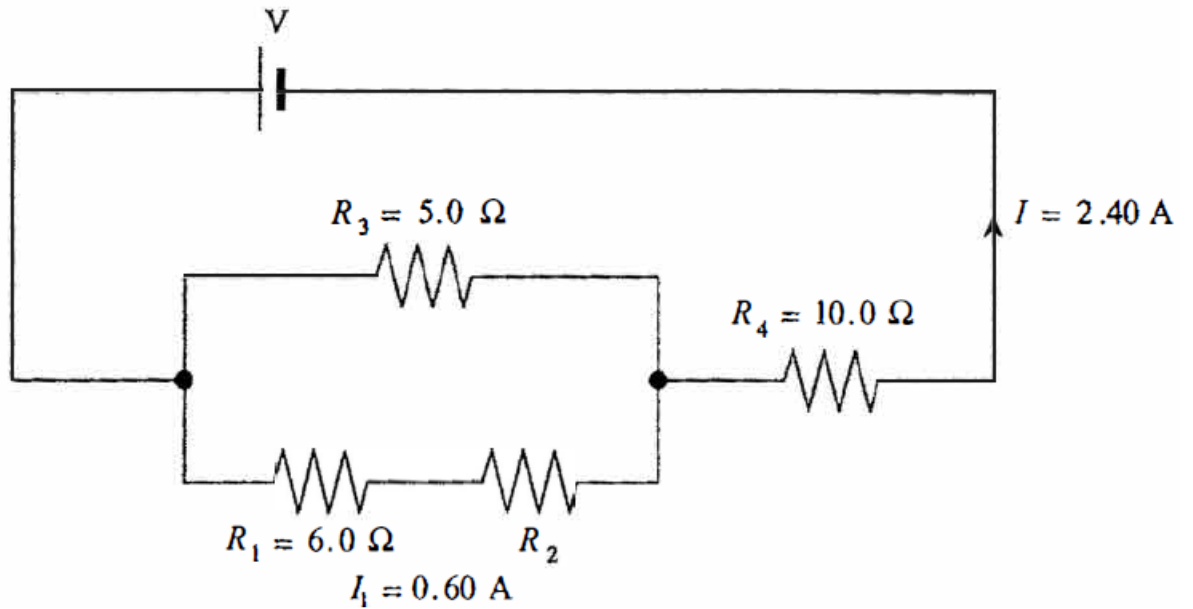 V
R₃ = 5.0 Ω
I = 2.40 A
R₄ = 10.0 Ω
R₁ = 6.0 Ω
R₂
I₁ = 0.60 A